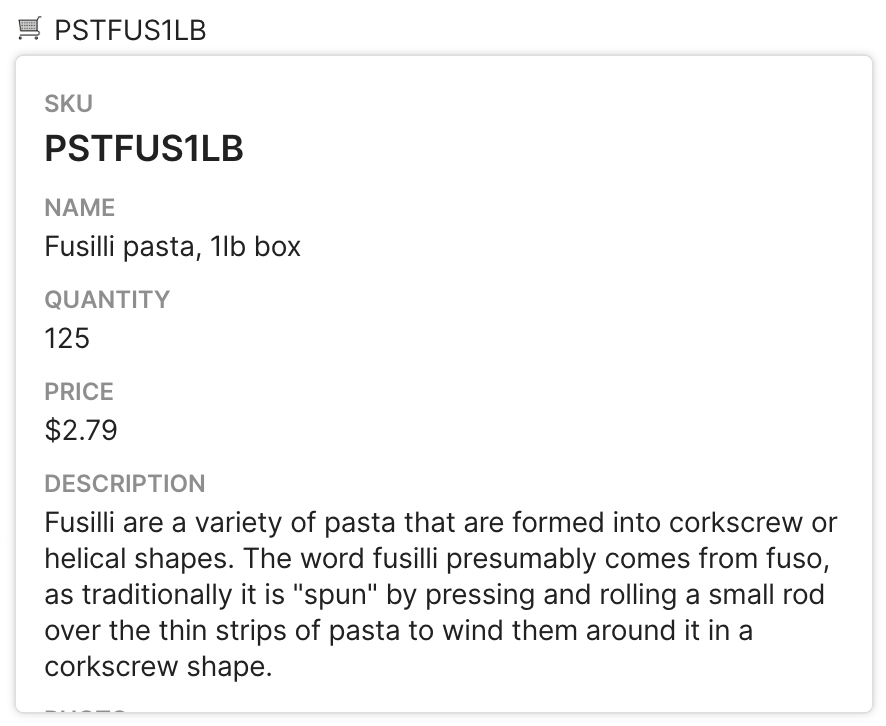 PSTFUS1LB
SKU
PSTFUS1LB
NAME
Fusilli pasta, 1lb box
QUANTITY
125
PRICE
$2.79
DESCRIPTION
Fusilli are a variety of pasta that are formed into corkscrew or
helical shapes. The word fusilli presumably comes from fuso,
as traditionally it is "spun" by pressing and rolling a small rod
over the thin strips of pasta to wind them around it in a
corkscrew shape.